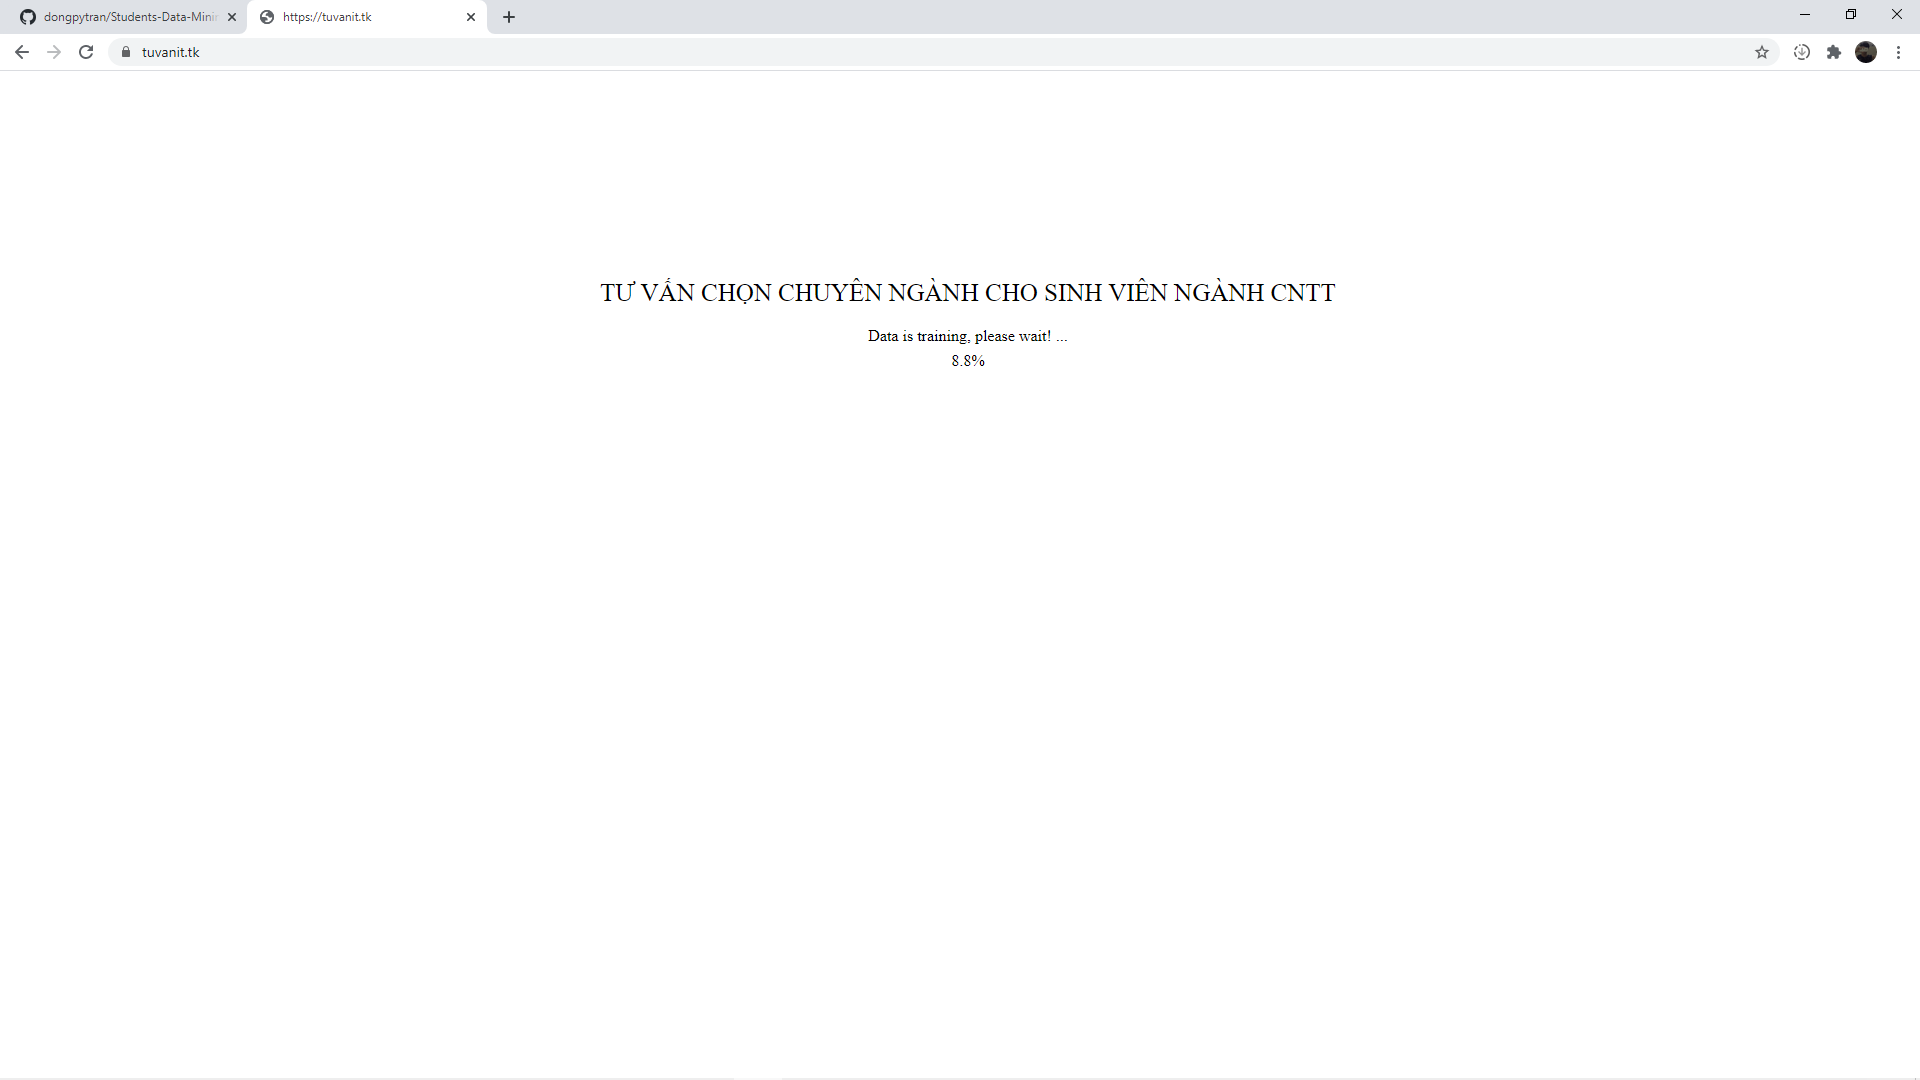 dongpytran/Students-Data-Minin
https://tuvanit.tk
tuvanit.tk
TƯ VẤN CHỌN CHUYÊN NGÀNH CHO SINH VIÊN NGÀNH CNTT
Data is training, please wait! ...
8.8%